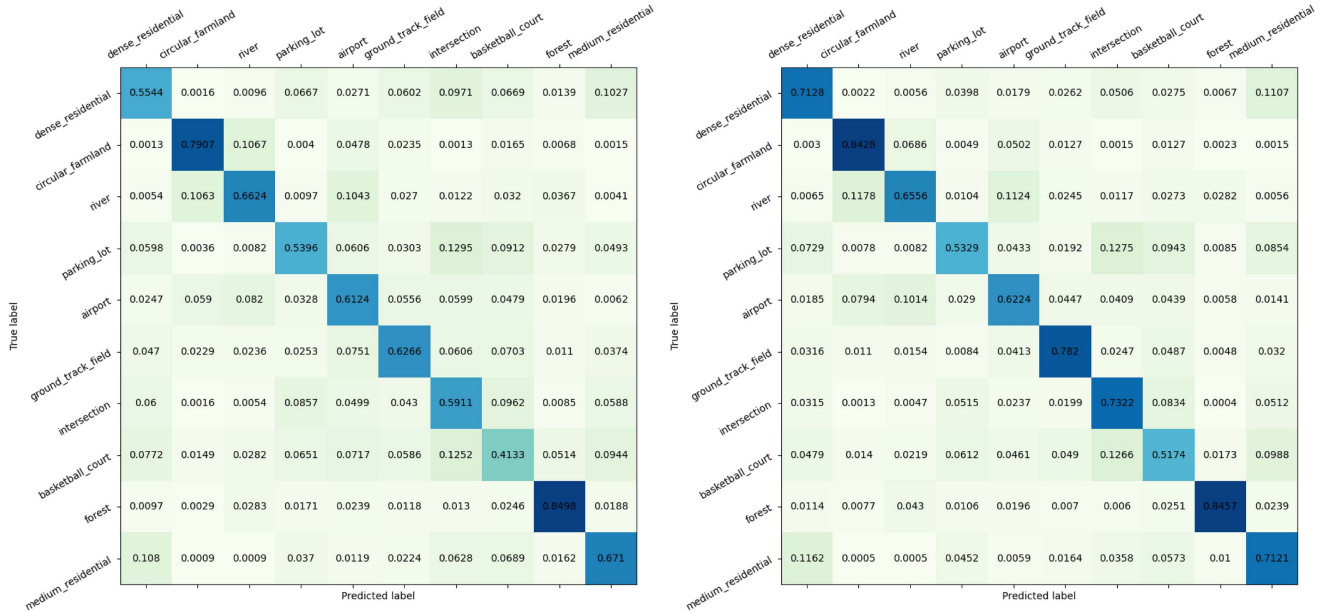 dense_residential circular_farmland river parking_lot airport ground_track_field intersection basketball_court forest medium_residential
dense_residential 0.5544 0.0016 0.0096 0.0667 0.0271 0.0602 0.0971 0.0669 0.0139 0.1027
circular_farmland 0.0013 0.7907 0.1067 0.004 0.0478 0.0235 0.0013 0.0165 0.0068 0.0015
river 0.0054 0.1063 0.6624 0.0097 0.1043 0.027 0.0122 0.032 0.0367 0.0041
parking_lot 0.0598 0.0036 0.0082 0.5396 0.0606 0.0303 0.1295 0.0912 0.0279 0.0493
airport 0.0247 0.059 0.082 0.0328 0.6124 0.0556 0.0599 0.0479 0.0196 0.0062
True label
ground_track_field 0.047 0.0229 0.0236 0.0253 0.0751 0.6266 0.0606 0.0703 0.011 0.0374
intersection 0.06 0.0016 0.0054 0.0857 0.0499 0.043 0.5911 0.0962 0.0085 0.0588
basketball_court 0.0772 0.0149 0.0282 0.0651 0.0717 0.0586 0.1252 0.4133 0.0514 0.0944
forest 0.0097 0.0029 0.0283 0.0171 0.0239 0.0118 0.013 0.0246 0.8498 0.0188
medium_residential 0.108 0.0009 0.0009 0.037 0.0119 0.0224 0.0628 0.0689 0.0162 0.671
Predicted label
dense_residential circular_farmland river parking_lot airport ground_track_field intersection basketball_court forest medium_residential
dense_residential 0.7128 0.0022 0.0056 0.0398 0.0179 0.0262 0.0506 0.0275 0.0067 0.1107
circular_farmland 0.003 0.8428 0.0686 0.0049 0.0502 0.0127 0.0015 0.0127 0.0023 0.0015
river 0.0065 0.1178 0.6556 0.0104 0.1124 0.0245 0.0117 0.0273 0.0282 0.0056
parking_lot 0.0729 0.0078 0.0082 0.5329 0.0433 0.0192 0.1275 0.0943 0.0085 0.0854
airport 0.0185 0.0794 0.1014 0.029 0.6224 0.0447 0.0409 0.0439 0.0058 0.0141
True label
ground_track_field 0.0316 0.011 0.0154 0.0084 0.0413 0.782 0.0247 0.0487 0.0048 0.032
intersection 0.0315 0.0013 0.0047 0.0515 0.0237 0.0199 0.7322 0.0834 0.0004 0.0512
basketball_court 0.0479 0.014 0.0219 0.0612 0.0461 0.049 0.1266 0.5174 0.0173 0.0988
forest 0.0114 0.0077 0.043 0.0106 0.0196 0.007 0.006 0.0251 0.8457 0.0239
medium_residential 0.1162 0.0005 0.0005 0.0452 0.0059 0.0164 0.0358 0.0573 0.01 0.7121
Predicted label